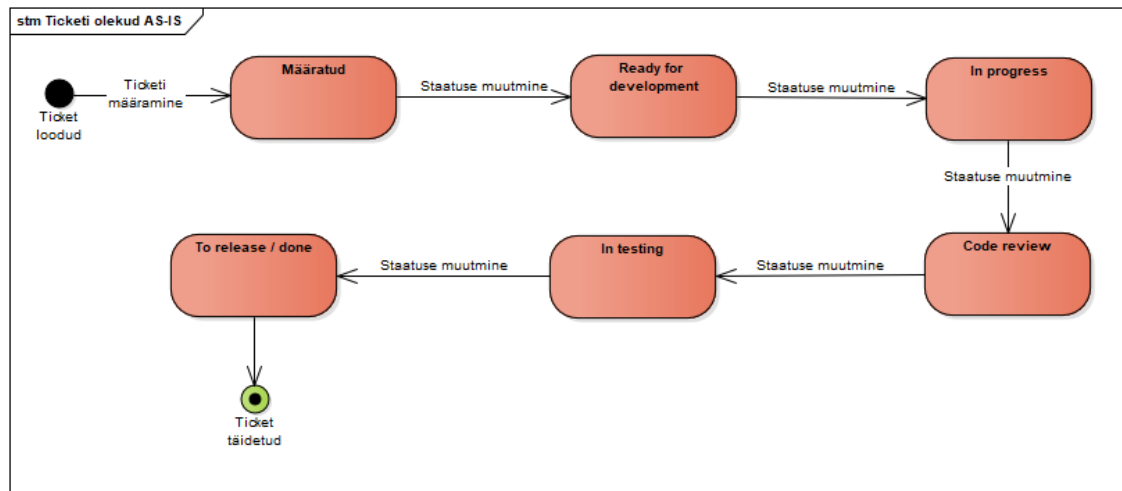 stm Ticketi olekud AS-IS
Ticket
loodud
Ticketi
määramine
Määratud
Staatuse muutmine
Ready for
development
Staatuse muutmine
In progress
Staatuse muutmine
Code review
Staatuse muutmine
In testing
Staatuse muutmine
To release / done
Ticket
täidetud